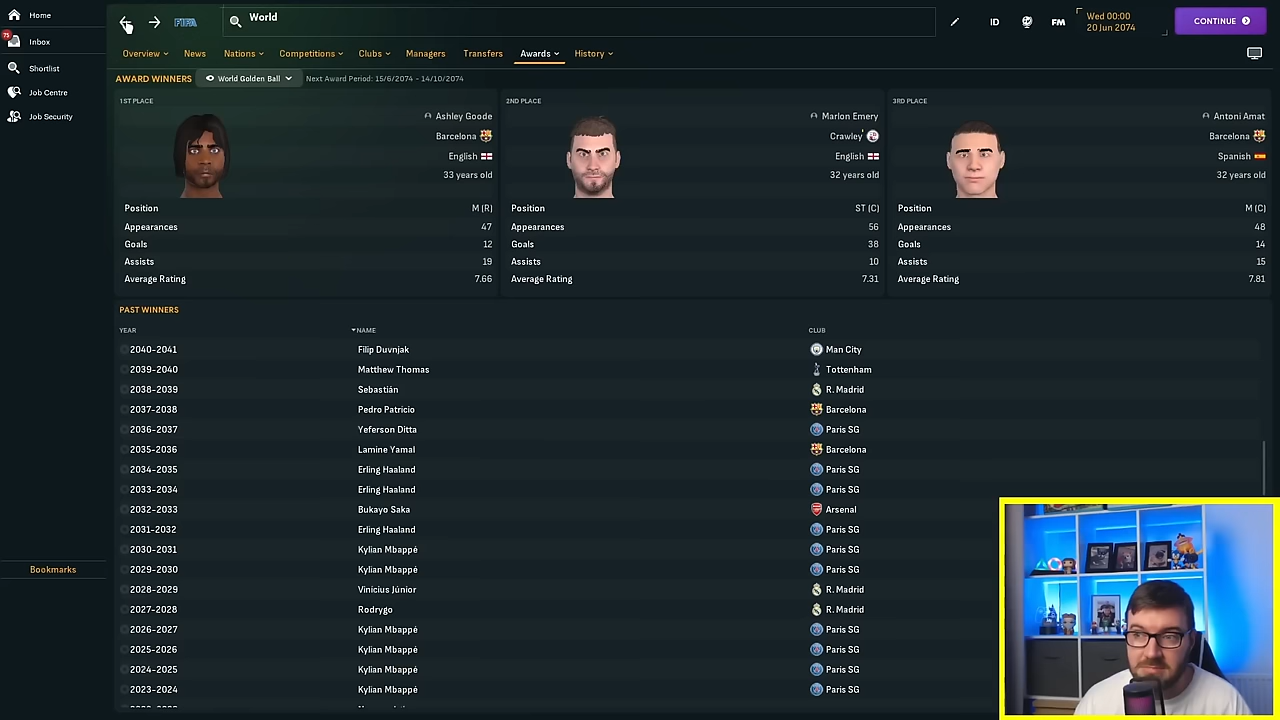 Home
Inbox
Shortlist
Job Centre
Job Security
Bookmarks
FIFA
World
ID
FM
Wed 00:00
20 Jun 2074
CONTINUE
Overview
News
Nations
Competitions
Clubs
Managers
Transfers
Awards
History
AWARD WINNERS
World Golden Ball
Next Award Period: 15/6/2074 - 14/10/2074
1ST PLACE
Ashley Goode
Barcelona
English
33 years old
Position M (R)
Appearances 47
Goals 12
Assists 19
Average Rating 7.66
2ND PLACE
Marlon Emery
Crawley
English
32 years old
Position ST (C)
Appearances 56
Goals 38
Assists 10
Average Rating 7.31
3RD PLACE
Antoni Amat
Barcelona
Spanish
32 years old
Position M (C)
Appearances 48
Goals 14
Assists 15
Average Rating 7.81
PAST WINNERS
YEAR NAME CLUB
2040-2041 Filip Duvnjak Man City
2039-2040 Matthew Thomas Tottenham
2038-2039 Sebastián R. Madrid
2037-2038 Pedro Patricio Barcelona
2036-2037 Yeferson Ditta Paris SG
2035-2036 Lamine Yamal Barcelona
2034-2035 Erling Haaland Paris SG
2033-2034 Erling Haaland Paris SG
2032-2033 Bukayo Saka Arsenal
2031-2032 Erling Haaland Paris SG
2030-2031 Kylian Mbappé Paris SG
2029-2030 Kylian Mbappé Paris SG
2028-2029 Vinícius Júnior R. Madrid
2027-2028 Rodrygo R. Madrid
2026-2027 Kylian Mbappé Paris SG
2025-2026 Kylian Mbappé Paris SG
2024-2025 Kylian Mbappé Paris SG
2023-2024 Kylian Mbappé Paris SG